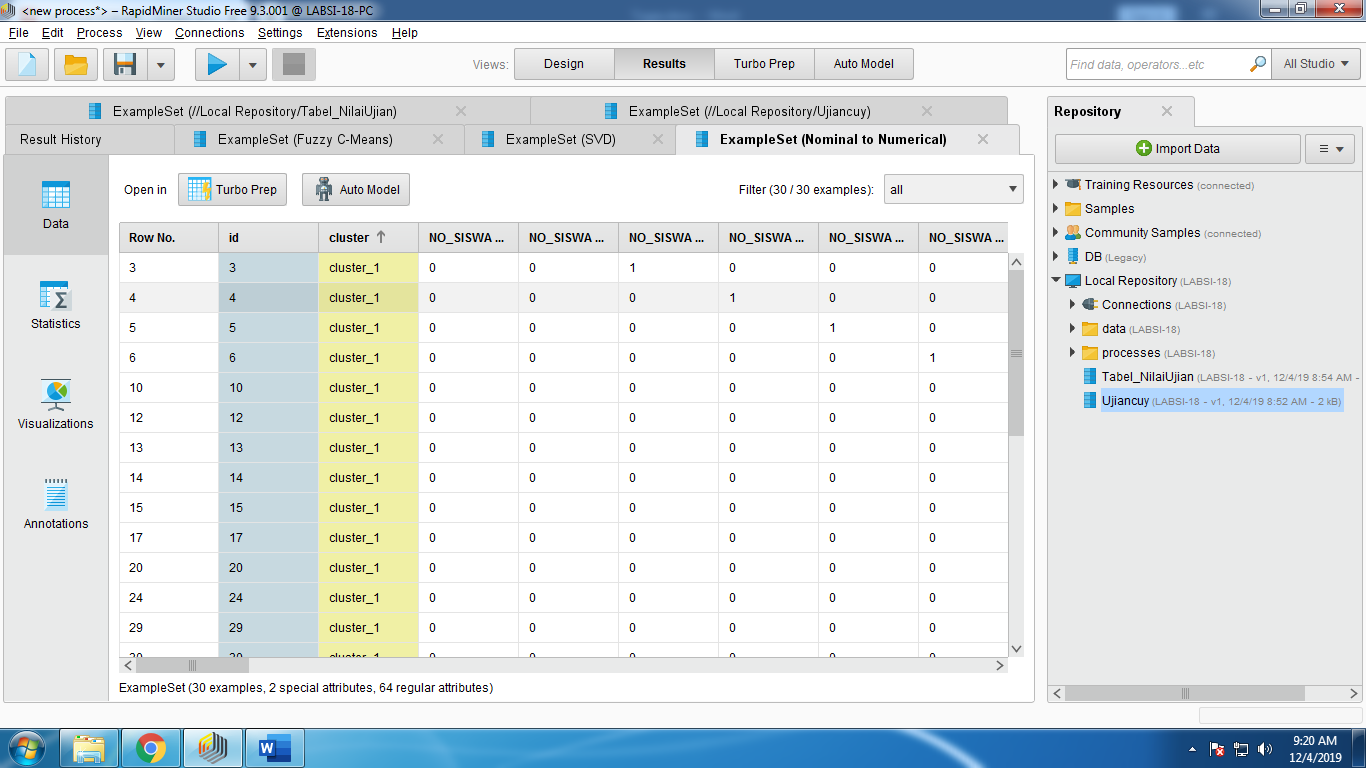 <new process*> – RapidMiner Studio Free 9.3.001 @ LABSI-18-PC
File Edit Process View Connections Settings Extensions Help
Views: Design Results Turbo Prep Auto Model Find data, operators...etc All Studio
ExampleSet (//Local Repository/Tabel_NilaiUjian) ExampleSet (//Local Repository/Ujiancuy)
Result History ExampleSet (Fuzzy C-Means) ExampleSet (SVD) ExampleSet (Nominal to Numerical)
Data
Statistics
Visualizations
Annotations
Open in Turbo Prep Auto Model Filter (30 / 30 examples): all
Row No. id cluster NO_SISWA ... NO_SISWA ... NO_SISWA ... NO_SISWA ... NO_SISWA ... NO_SISWA ...
3 3 cluster_1 0 0 1 0 0 0
4 4 cluster_1 0 0 0 1 0 0
5 5 cluster_1 0 0 0 0 1 0
6 6 cluster_1 0 0 0 0 0 1
10 10 cluster_1 0 0 0 0 0 0
12 12 cluster_1 0 0 0 0 0 0
13 13 cluster_1 0 0 0 0 0 0
14 14 cluster_1 0 0 0 0 0 0
15 15 cluster_1 0 0 0 0 0 0
17 17 cluster_1 0 0 0 0 0 0
20 20 cluster_1 0 0 0 0 0 0
24 24 cluster_1 0 0 0 0 0 0
29 29 cluster_1 0 0 0 0 0 0
ExampleSet (30 examples, 2 special attributes, 64 regular attributes)
Repository
Import Data
Training Resources (connected)
Samples
Community Samples (connected)
DB (Legacy)
Local Repository (LABSI-18)
Connections (LABSI-18)
data (LABSI-18)
processes (LABSI-18)
Tabel_NilaiUjian (LABSI-18 - v1, 12/4/19 8:54 AM -
Ujiancuy (LABSI-18 - v1, 12/4/19 8:52 AM - 2 kB)
9:20 AM
12/4/2019